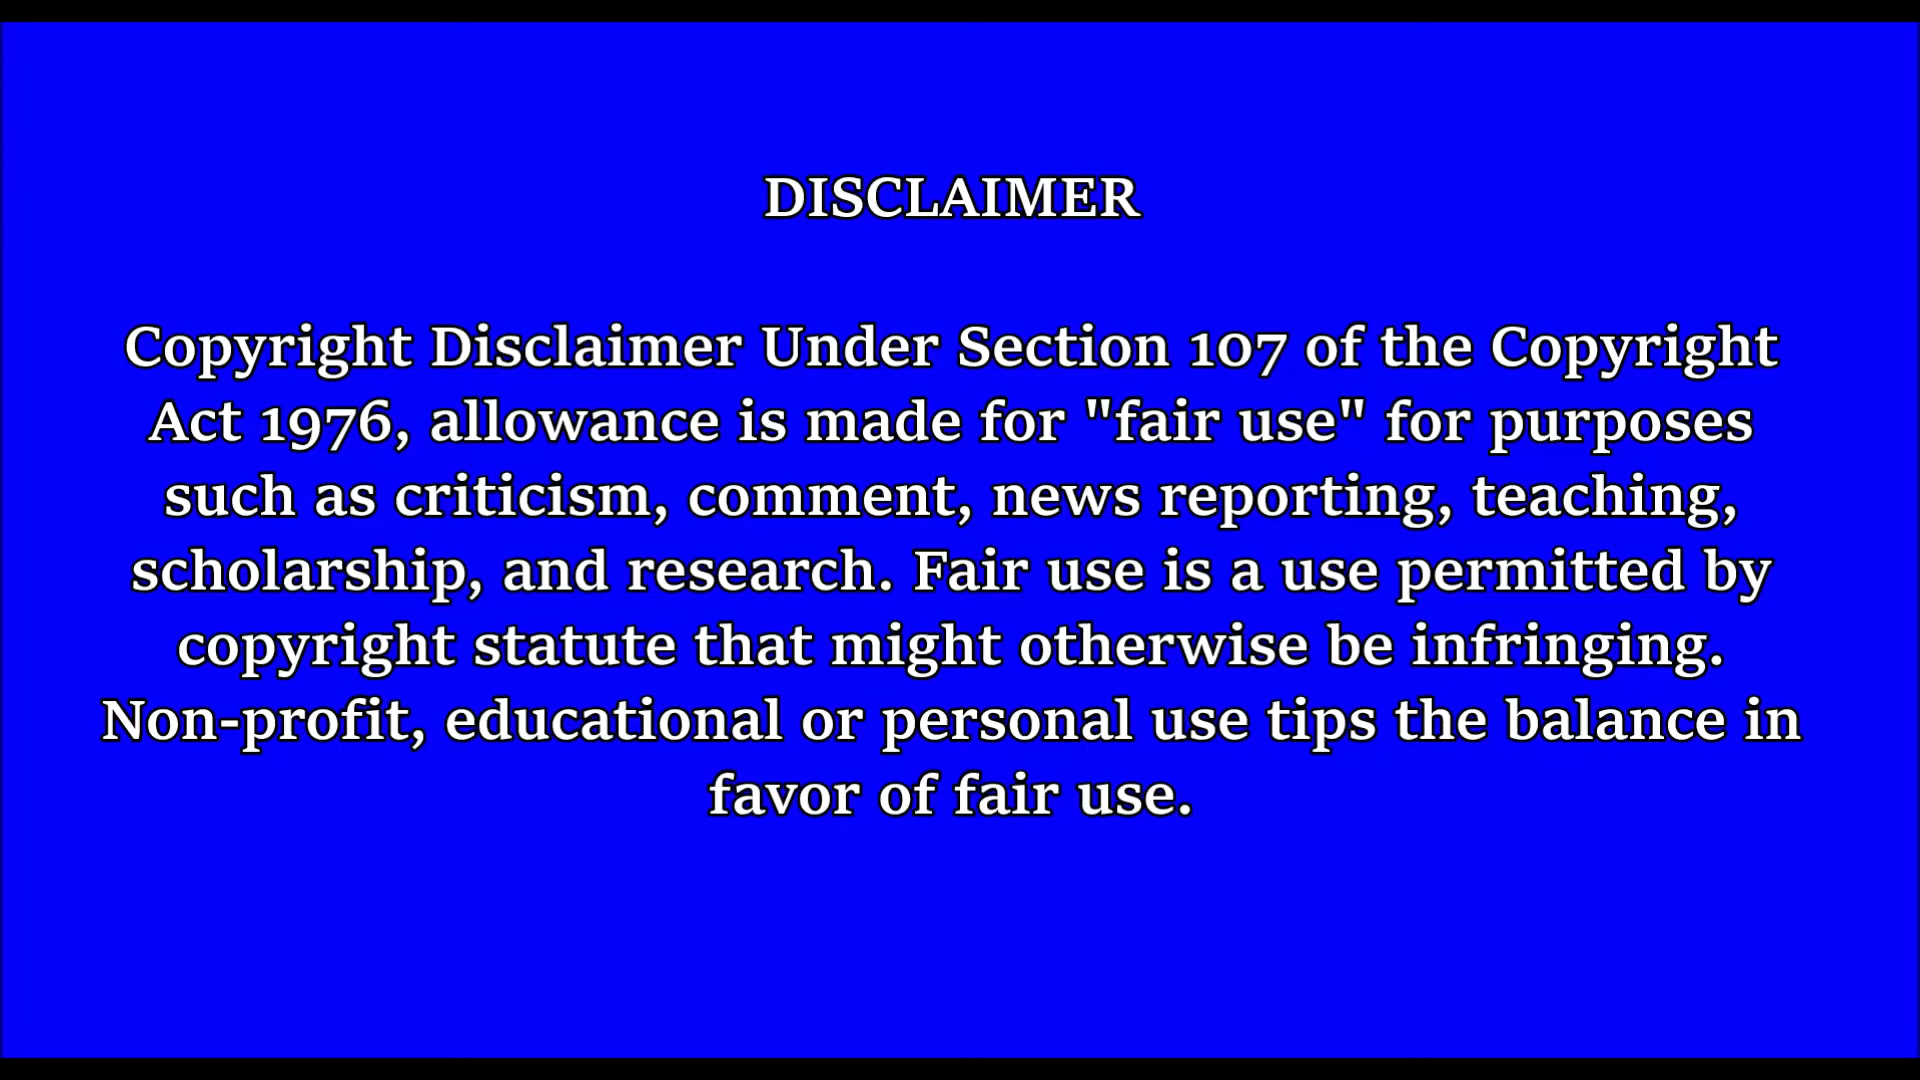 DISCLAIMER
Copyright Disclaimer Under Section 107 of the Copyright
Act 1976, allowance is made for "fair use" for purposes
such as criticism, comment, news reporting, teaching,
scholarship, and research. Fair use is a use permitted by
copyright statute that might otherwise be infringing.
Non-profit, educational or personal use tips the balance in
favor of fair use.